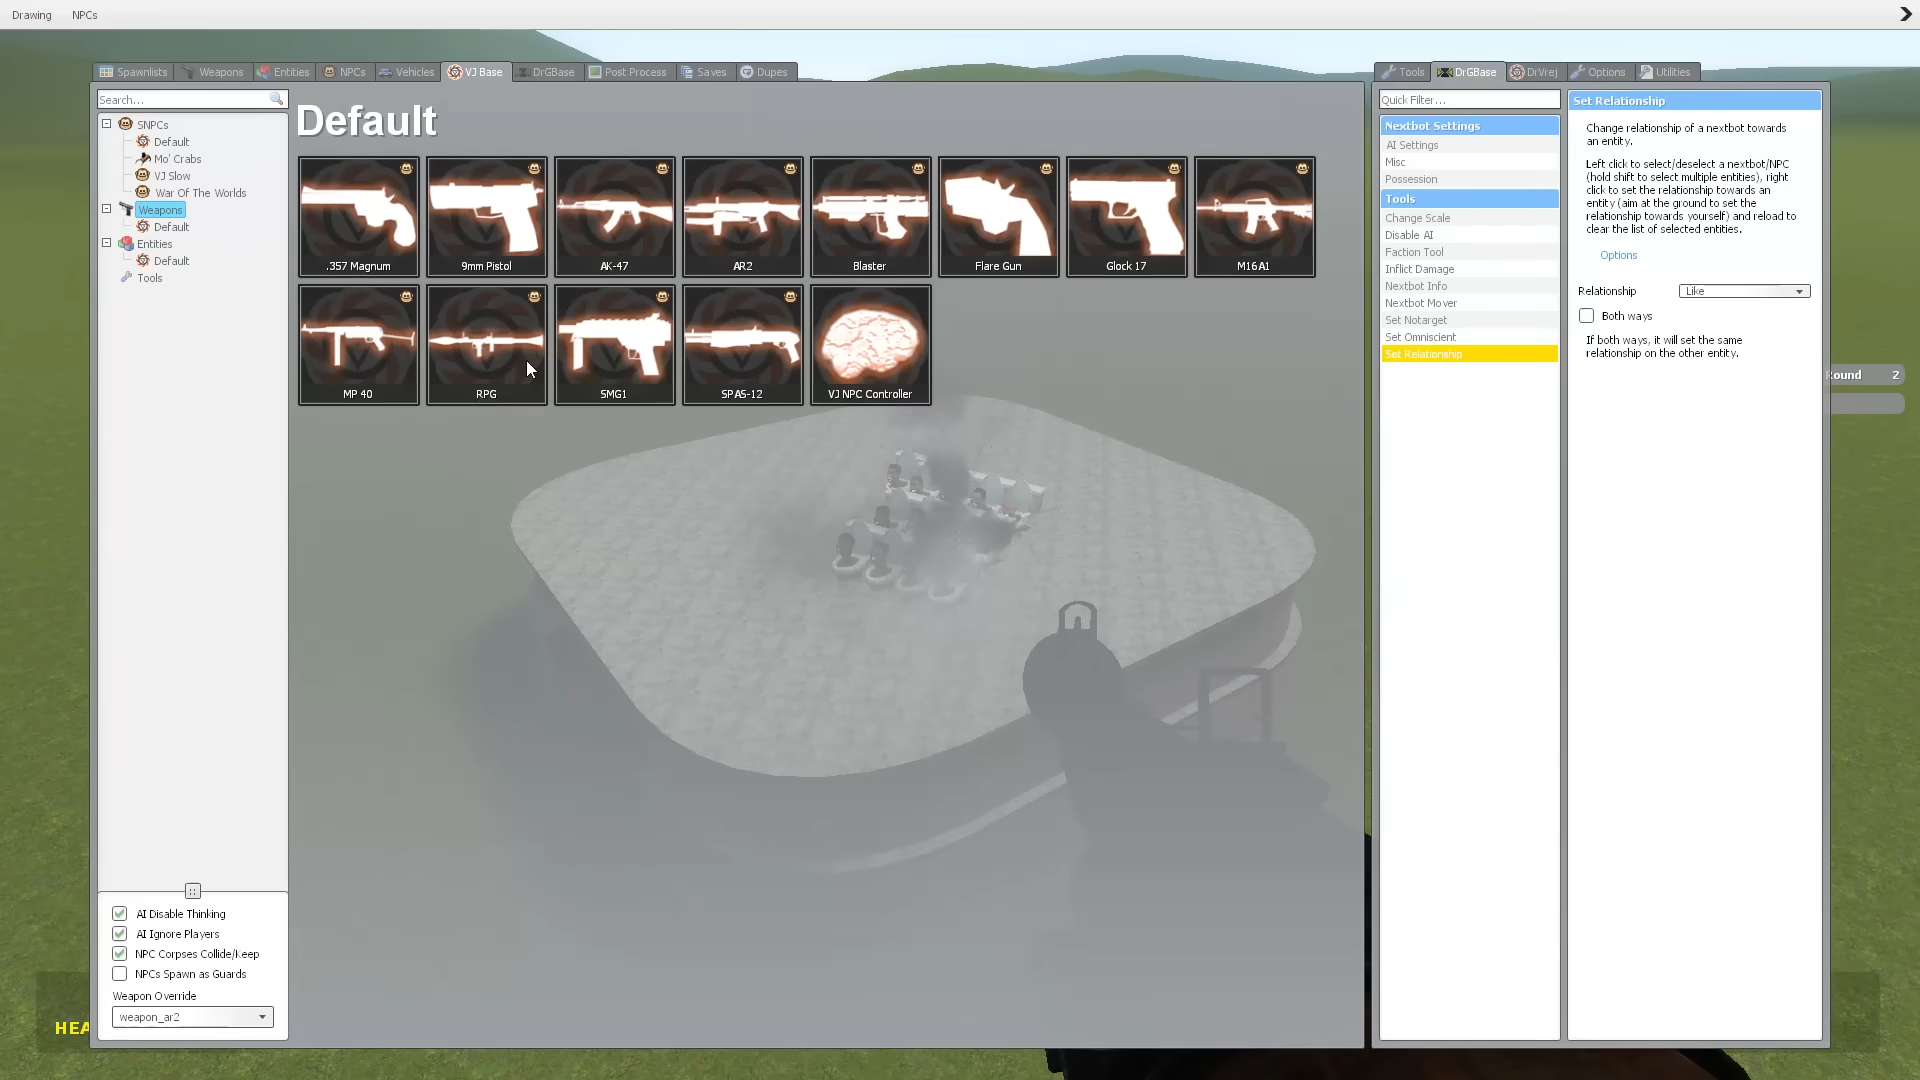 Drawing NPCs
Spawnlists Weapons Entities NPCs Vehicles VJ Base DrGBase Post Process Saves Dupes
Tools DrGBase DrVrej Options Utilities
Search...
SNPCs
Default
Mo' Crabs
VJ Slow
War Of The Worlds
Weapons
Default
Entities
Default
Tools
Default
.357 Magnum
9mm Pistol
AK-47
AR2
Blaster
Flare Gun
Glock 17
M16A1
MP 40
RPG
SMG1
SPAS-12
VJ NPC Controller
AI Disable Thinking
AI Ignore Players
NPC Corpses Collide/Keep
NPCs Spawn as Guards
Weapon Override
weapon_ar2
HEA
Quick Filter...
Nextbot Settings
AI Settings
Misc
Possession
Tools
Change Scale
Disable AI
Faction Tool
Inflict Damage
Nextbot Info
Nextbot Mover
Set Notarget
Set Omniscient
Set Relationship
Set Relationship
Change relationship of a nextbot towards
an entity.
Left click to select/deselect a nextbot/NPC
(hold shift to select multiple entities), right
click to set the relationship towards an
entity (aim at the ground to set the
relationship towards yourself) and reload to
clear the list of selected entities.
Options
Relationship Like
Both ways
If both ways, it will set the same
relationship on the other entity.
Round 2